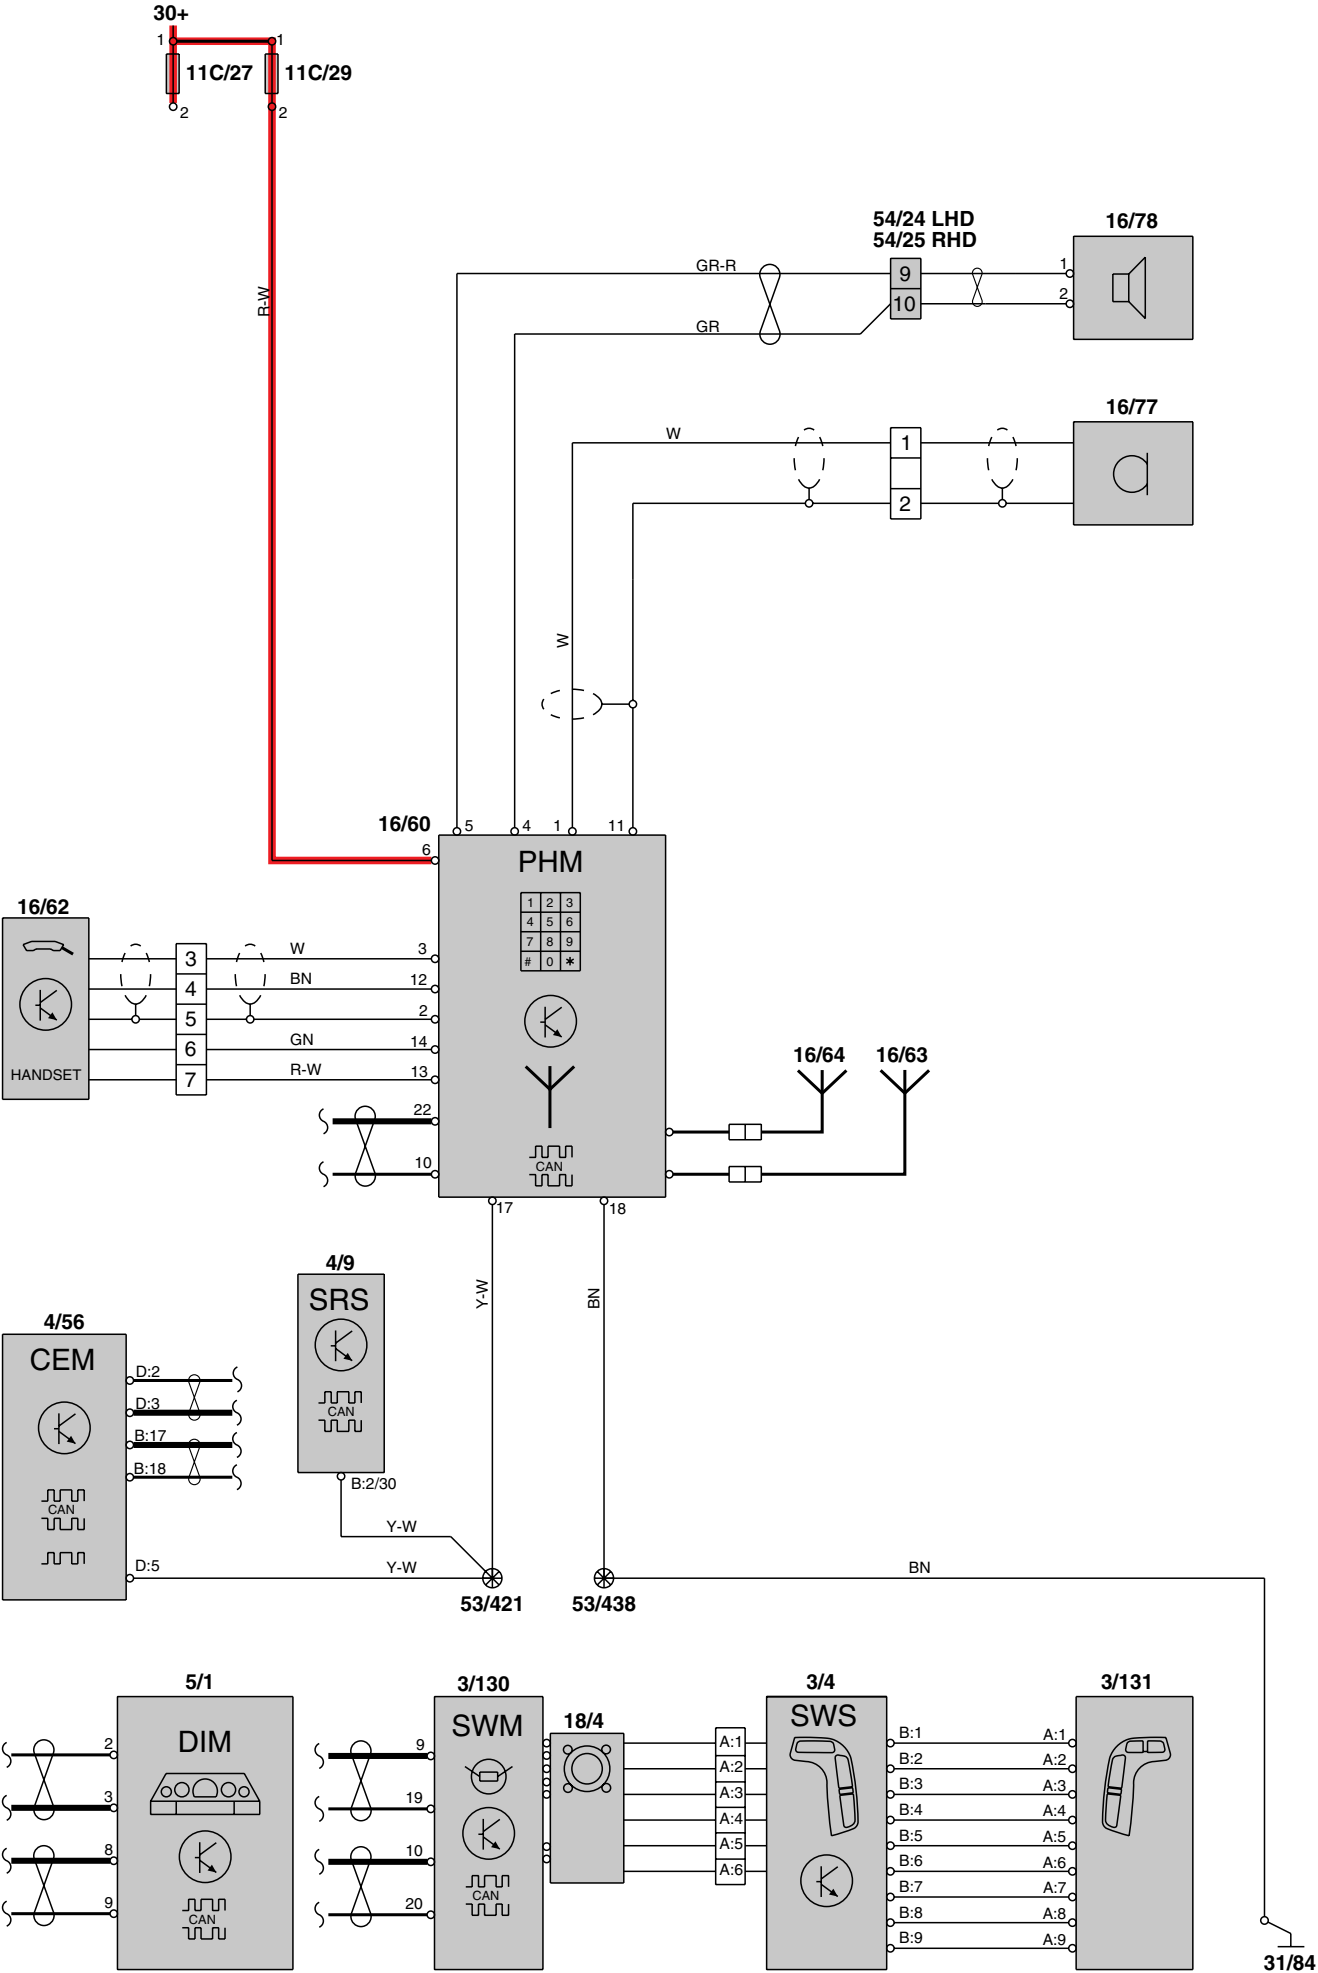 30+
1
1
11C/27
11C/29
2
2
R-W
54/24 LHD
54/25 RHD
16/78
GR-R
9
1
10
2
GR
16/77
W
1
2
W
16/60
5
4
1
11
6
PHM
1 2 3
4 5 6
7 8 9
# 0 *
16/62
3
W
3
4
BN
12
5
2
6
GN
14
HANDSET
7
R-W
13
16/64
16/63
22
10
CAN
17
18
4/9
SRS
Y-W
BN
4/56
CEM
D:2
CAN
D:3
B:17
B:18
B:2/30
CAN
Y-W
D:5
Y-W
BN
53/421
53/438
5/1
3/130
3/4
3/131
DIM
SWM
18/4
SWS
2
9
A:1
B:1
A:1
A:2
B:2
A:2
3
19
A:3
B:3
A:3
A:4
B:4
A:4
8
10
A:5
B:5
A:5
A:6
B:6
A:6
B:7
A:7
9
CAN
20
CAN
B:8
A:8
B:9
A:9
31/84